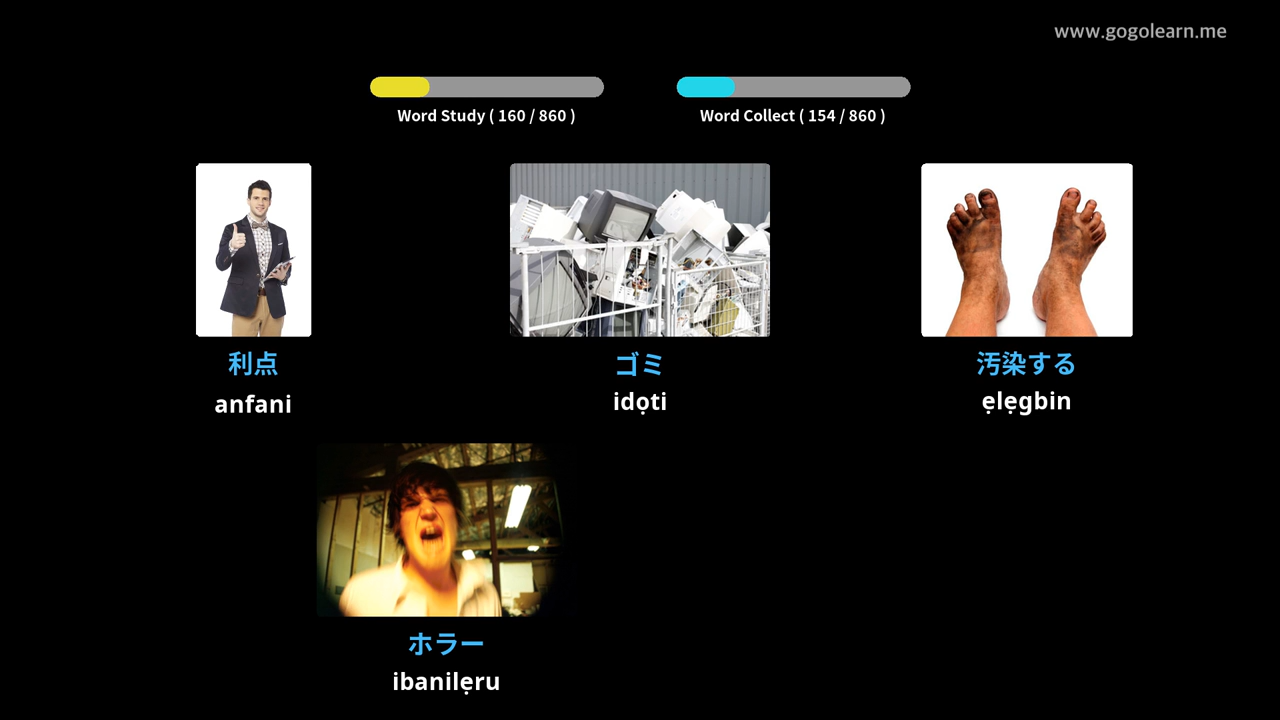 www.gogolearn.me
Word Study ( 160 / 860 )
Word Collect ( 154 / 860 )
利点
anfani
ゴミ
idọti
汚染する
ẹlẹgbin
ホラー
ibanilẹru